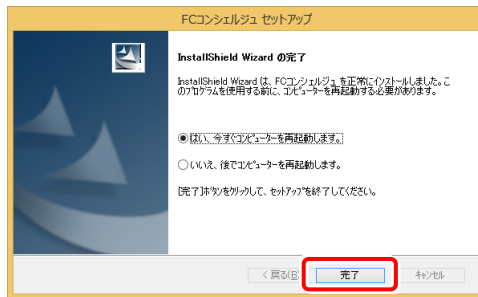 FCコンシェルジュ セットアップ
InstallShield Wizard の完了
InstallShield Wizard は、FCコンシェルジュ を正常にインストールしました。こ
のプログラムを使用する前に、コンピューターを再起動する必要があります。
はい、今すぐコンピューターを再起動します。
いいえ、後でコンピューターを再起動します。
[完了]ボタンをクリックして、セットアップを終了してください。
< 戻る(B)
完了
キャンセル